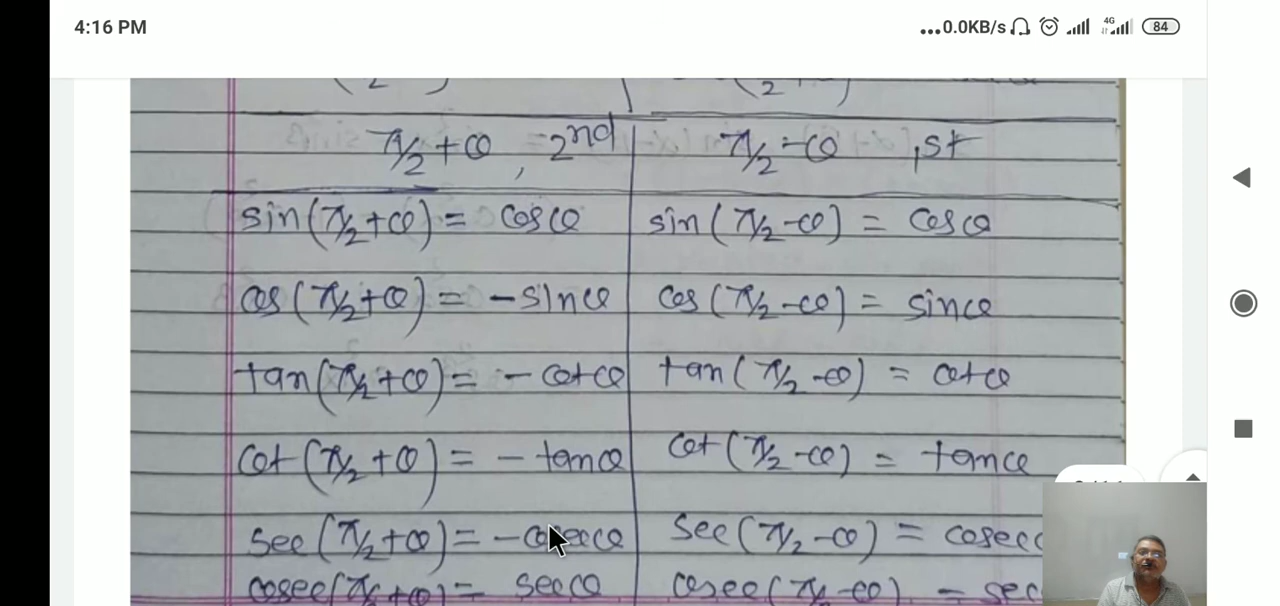 4:16 PM ...0.0KB/s 4G 84
π/2+θ, 2nd π/2-θ, 1st
sin(π/2+θ) = cosθ sin(π/2-θ) = cosθ
cos(π/2+θ) = -sinθ cos(π/2-θ) = sinθ
tan(π/2+θ) = -cotθ tan(π/2-θ) = cotθ
cot(π/2+θ) = -tanθ cot(π/2-θ) = tanθ
sec(π/2+θ) = -cosecθ sec(π/2-θ) = cosec
cosec(π/2+θ) = secθ cosec(π/2-θ) = sec